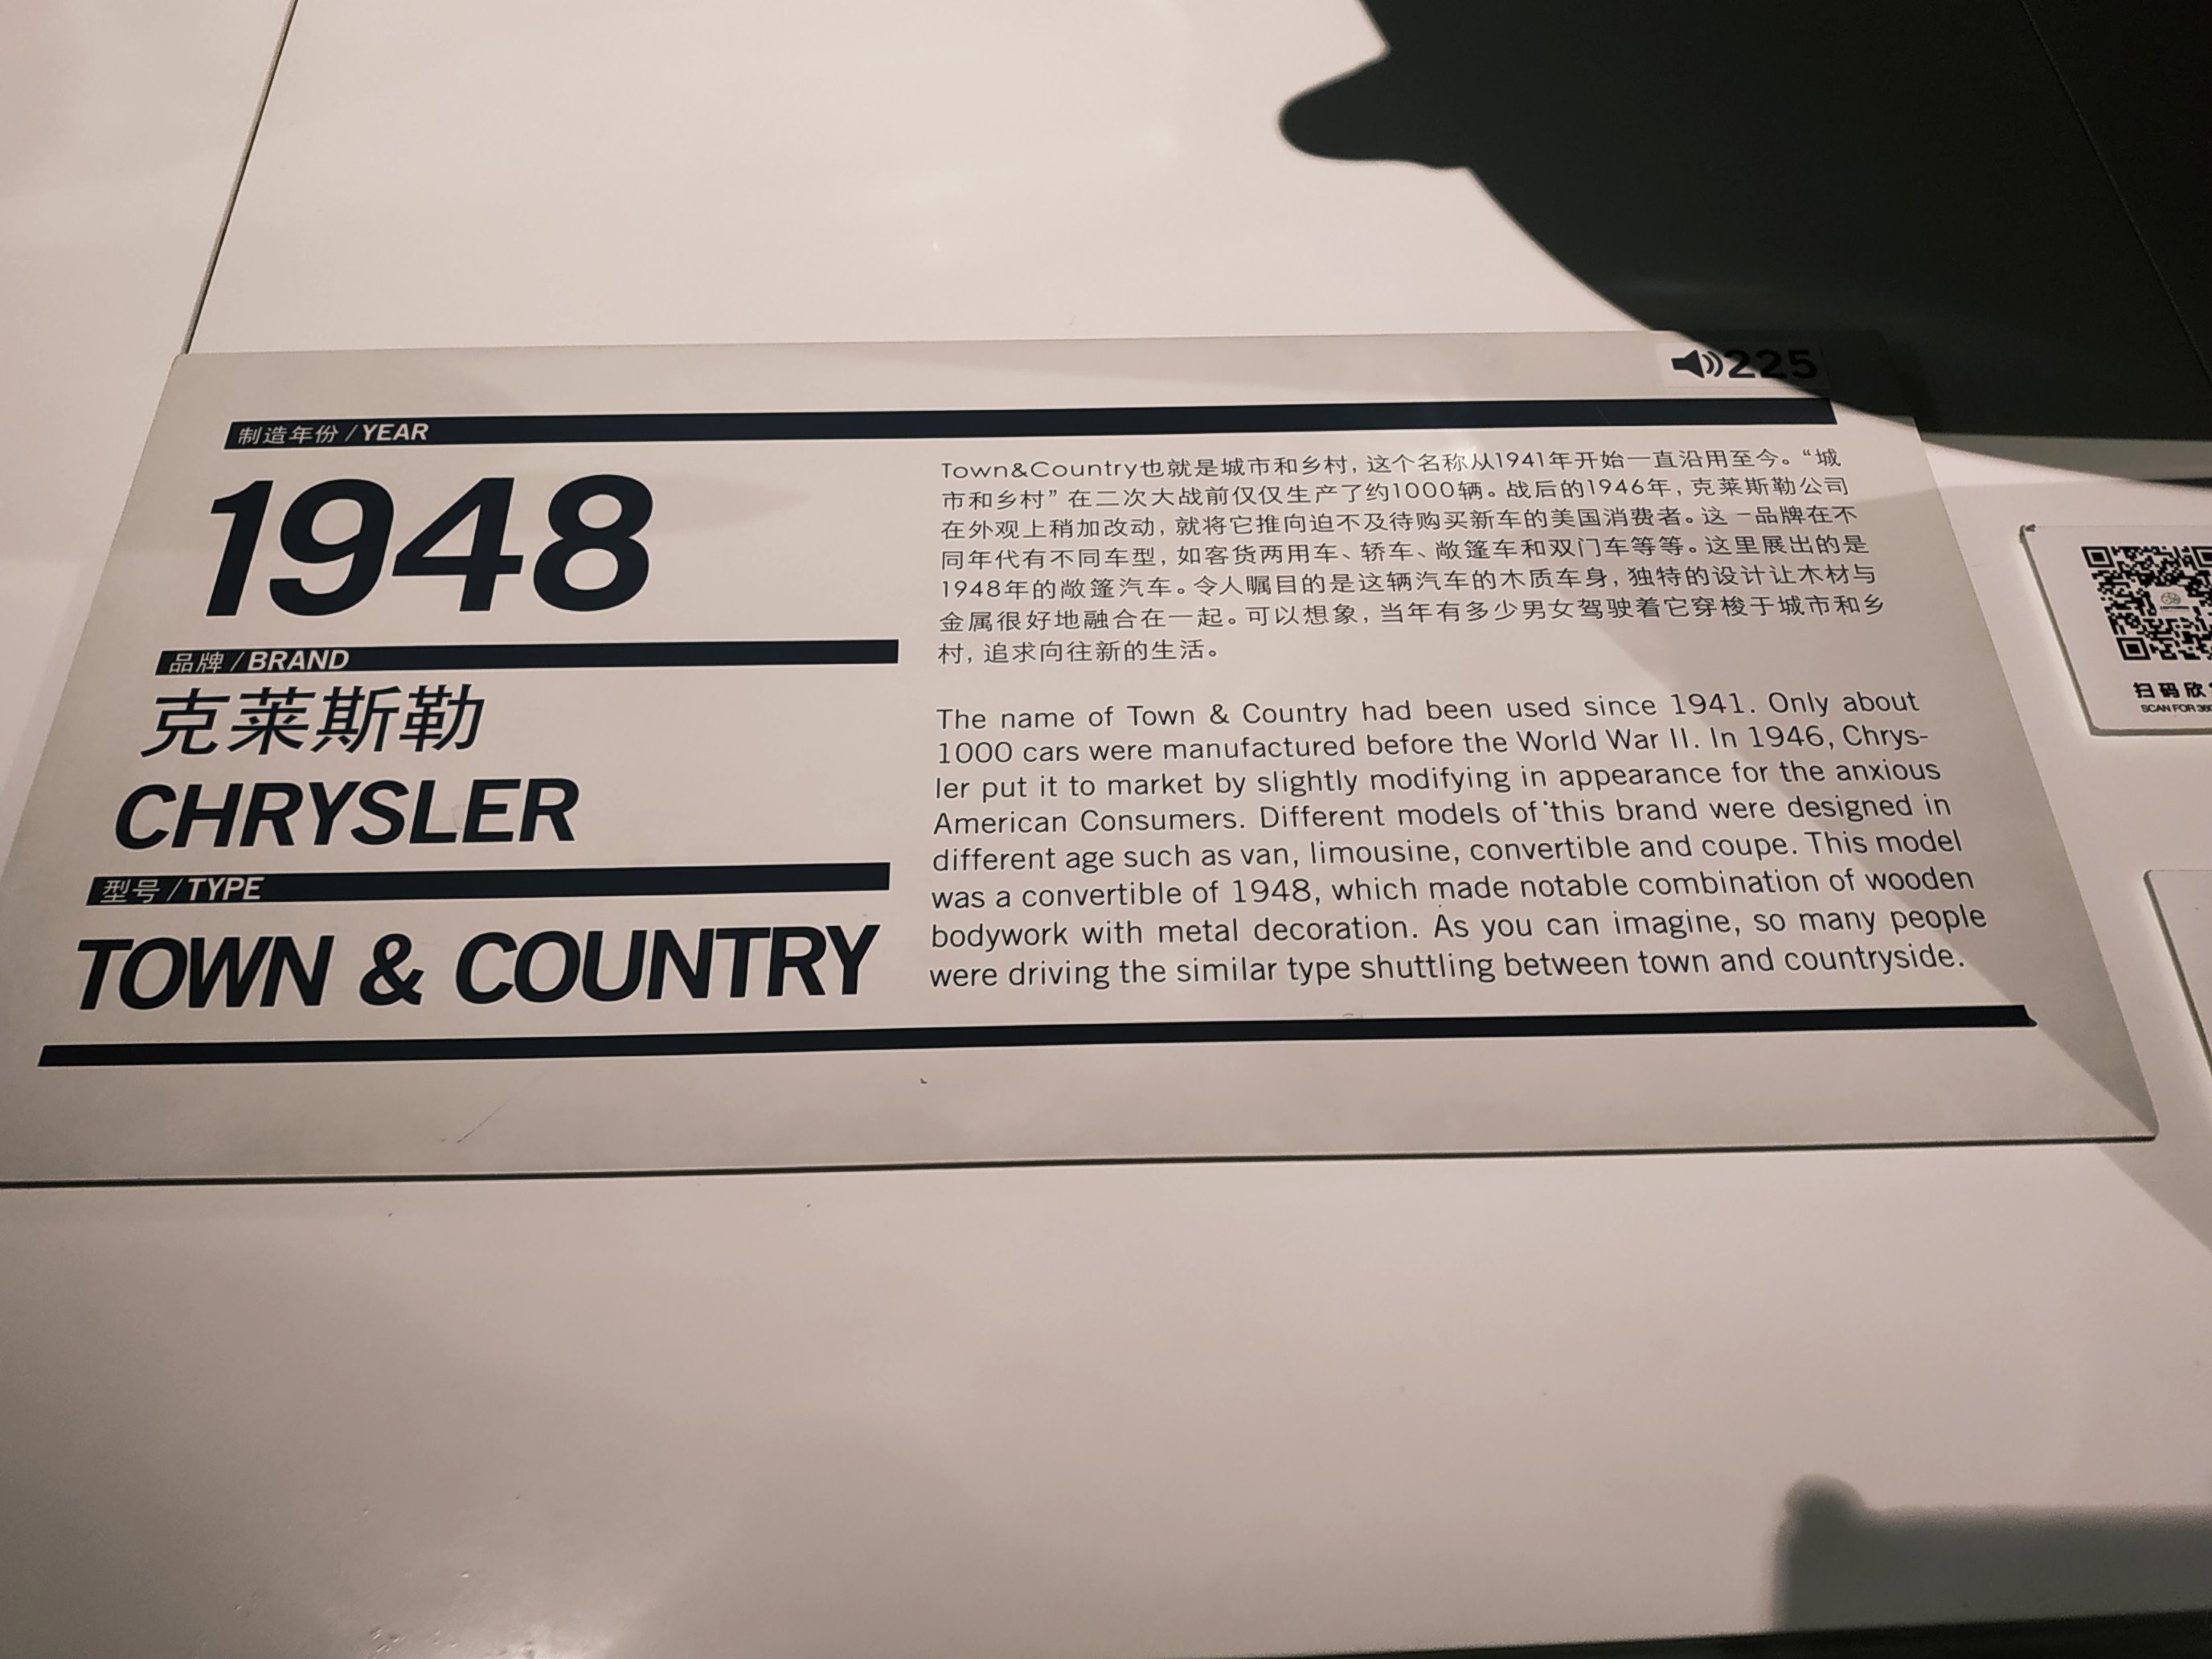 225
制造年份 / YEAR
1948
品牌 / BRAND
克莱斯勒
CHRYSLER
型号 / TYPE
TOWN & COUNTRY
Town&Country也就是城市和乡村，这个名称从1941年开始一直沿用至今。“城
市和乡村”在二次大战前仅仅生产了约1000辆。战后的1946年，克莱斯勒公司
在外观上稍加改动，就将它推向迫不及待购买新车的美国消费者。这一品牌在不
同年代有不同车型，如客货两用车、轿车、敞篷车和双门车等等。这里展出的是
1948年的敞篷汽车。令人瞩目的是这辆汽车的木质车身，独特的设计让木材与
金属很好地融合在一起。可以想象，当年有多少男女驾驶着它穿梭于城市和乡
村，追求向往新的生活。
The name of Town & Country had been used since 1941. Only about
1000 cars were manufactured before the World War II. In 1946, Chrys-
ler put it to market by slightly modifying in appearance for the anxious
American Consumers. Different models of this brand were designed in
different age such as van, limousine, convertible and coupe. This model
was a convertible of 1948, which made notable combination of wooden
bodywork with metal decoration. As you can imagine, so many people
were driving the similar type shuttling between town and countryside.
扫码欣
SCAN FOR